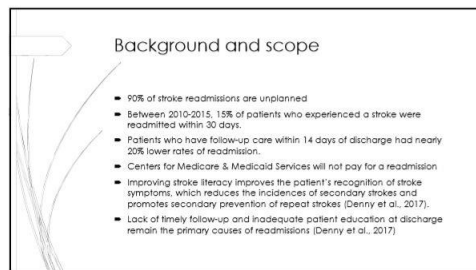 Background and scope
90% of stroke readmissions are unplanned
Between 2010-2015, 15% of patients who experienced a stroke were
readmitted within 30 days.
Patients who have follow-up care within 14 days of discharge had nearly
20% lower rates of readmission.
Centers for Medicare & Medicaid Services will not pay for a readmission
Improving stroke literacy improves the patient's recognition of stroke
symptoms, which reduces the incidences of secondary strokes and
promotes secondary prevention of repeat strokes (Denny et al., 2017).
Lack of timely follow-up and inadequate patient education at discharge
remain the primary causes of readmissions (Denny et al., 2017)